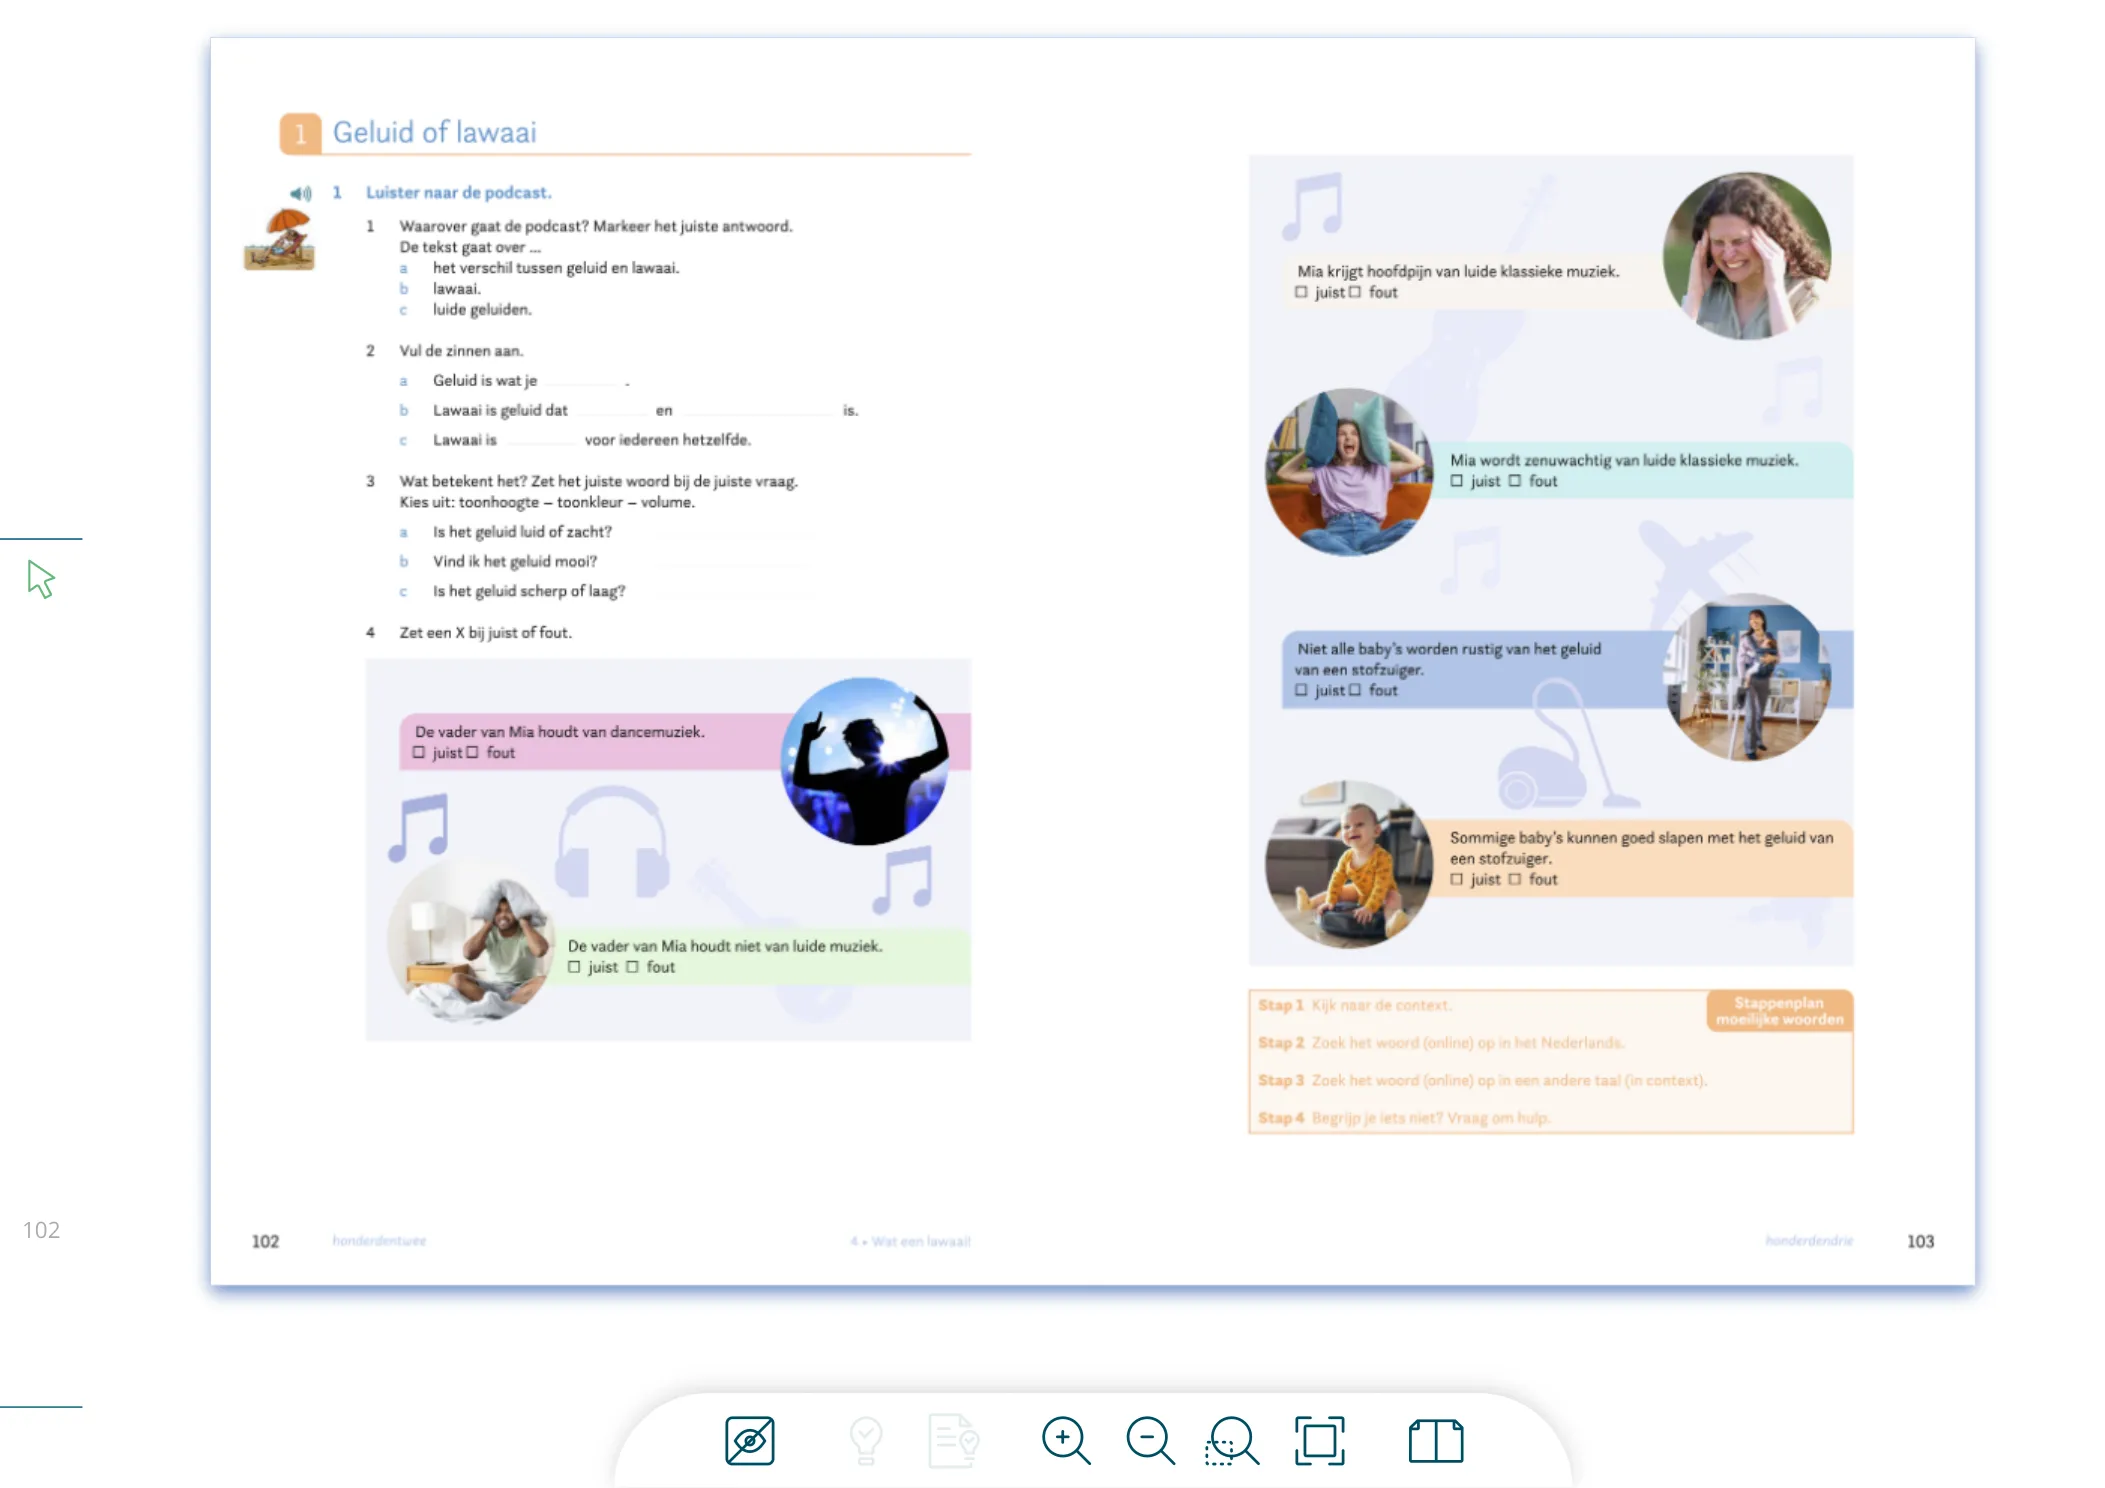 1 Geluid of lawaai
1 Luister naar de podcast.
1 Waarover gaat de podcast? Markeer het juiste antwoord.
De tekst gaat over ...
a het verschil tussen geluid en lawaai.
b lawaai.
c luide geluiden.
2 Vul de zinnen aan.
a Geluid is wat je .
b Lawaai is geluid dat en is.
c Lawaai is voor iedereen hetzelfde.
3 Wat betekent het? Zet het juiste woord bij de juiste vraag.
Kies uit: toonhoogte – toonkleur – volume.
a Is het geluid luid of zacht?
b Vind ik het geluid mooi?
c Is het geluid scherp of laag?
4 Zet een X bij juist of fout.
De vader van Mia houdt van dancemuziek.
☐ juist ☐ fout
De vader van Mia houdt niet van luide muziek.
☐ juist ☐ fout
102 honderdentwee
4 • Wat een lawaai!
Mia krijgt hoofdpijn van luide klassieke muziek.
☐ juist ☐ fout
Mia wordt zenuwachtig van luide klassieke muziek.
☐ juist ☐ fout
Niet alle baby's worden rustig van het geluid
van een stofzuiger.
☐ juist ☐ fout
Sommige baby's kunnen goed slapen met het geluid van
een stofzuiger.
☐ juist ☐ fout
Stappenplan
moeilijke woorden
Stap 1 Kijk naar de context.
Stap 2 Zoek het woord (online) op in het Nederlands.
Stap 3 Zoek het woord (online) op in een andere taal (in context).
Stap 4 Begrijp je iets niet? Vraag om hulp.
honderdendrie 103
102